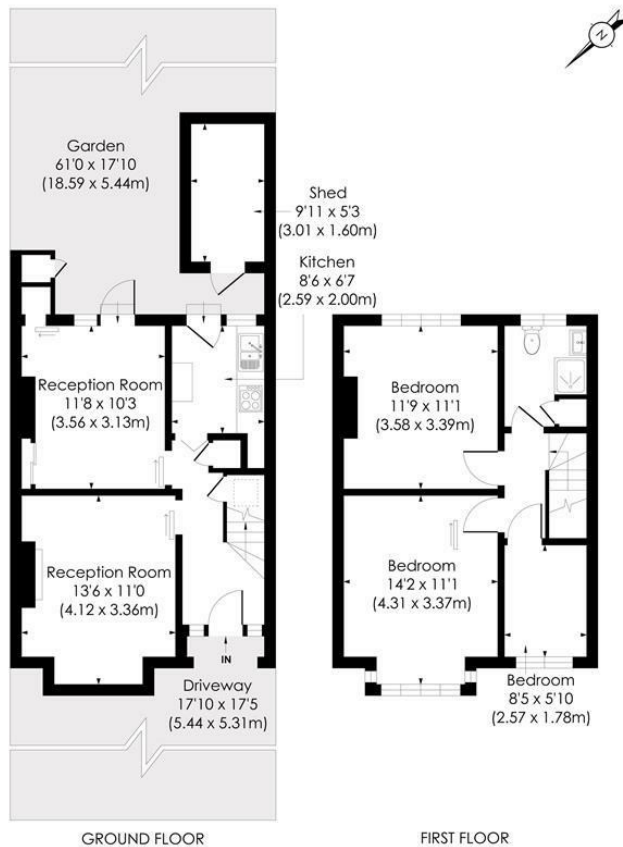 N
Garden
61'0 x 17'10
(18.59 x 5.44m)
Shed
9'11 x 5'3
(3.01 x 1.60m)
Kitchen
8'6 x 6'7
(2.59 x 2.00m)
Reception Room
11'8 x 10'3
(3.56 x 3.13m)
Bedroom
11'9 x 11'1
(3.58 x 3.39m)
Reception Room
13'6 x 11'0
(4.12 x 3.36m)
Bedroom
14'2 x 11'1
(4.31 x 3.37m)
IN
Driveway
17'10 x 17'5
(5.44 x 5.31m)
Bedroom
8'5 x 5'10
(2.57 x 1.78m)
GROUND FLOOR
FIRST FLOOR